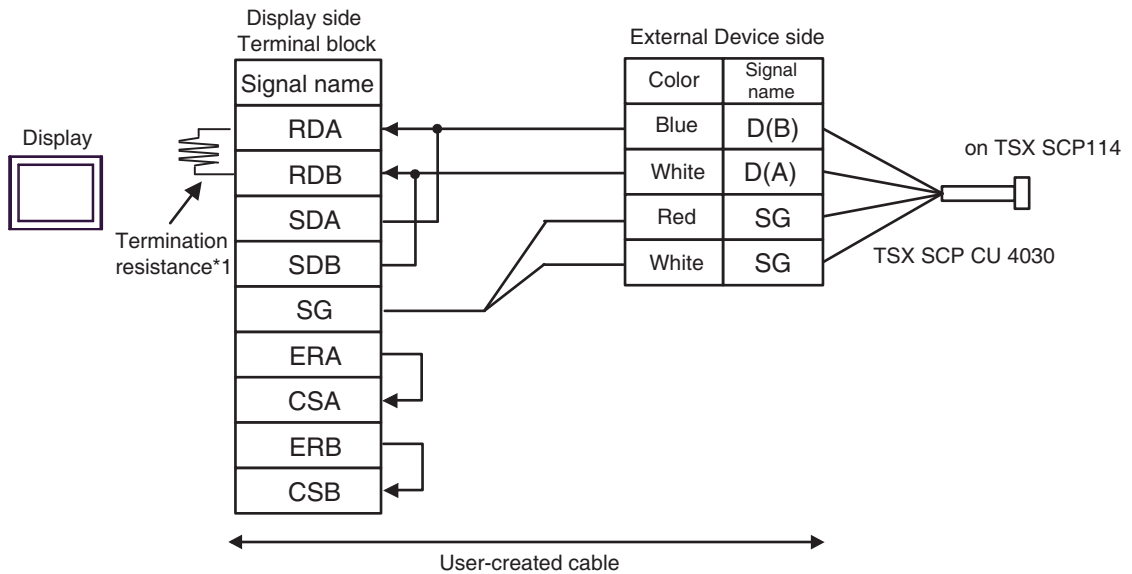 Display side
Terminal block
External Device side
Signal name
Color
Signal
name
Display
RDA
Blue
D(B)
on TSX SCP114
RDB
White
D(A)
SDA
Red
SG
Termination
resistance*1
SDB
White
SG
TSX SCP CU 4030
SG
ERA
CSA
ERB
CSB
User-created cable